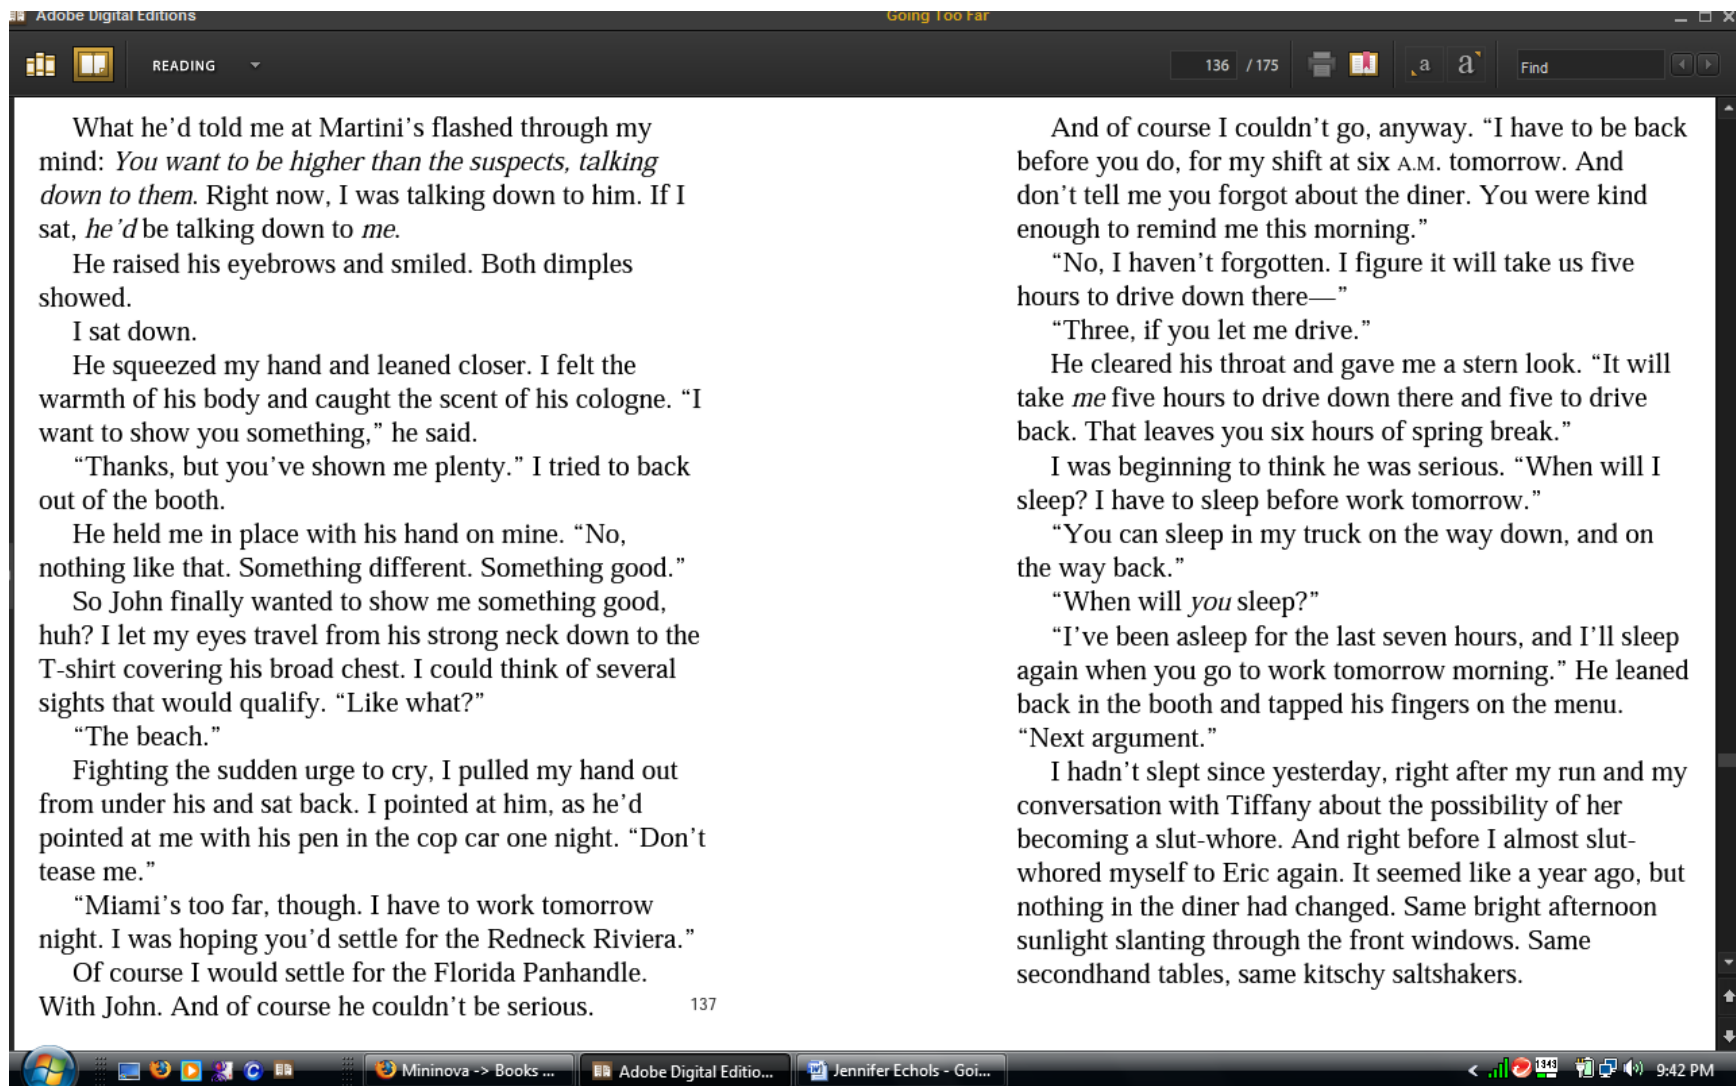 Adobe Digital Editions
Going Too Far
READING
136 / 175
a
a
Find
What he’d told me at Martini’s flashed through my
mind: You want to be higher than the suspects, talking
down to them. Right now, I was talking down to him. If I
sat, he’d be talking down to me.
He raised his eyebrows and smiled. Both dimples
showed.
I sat down.
He squeezed my hand and leaned closer. I felt the
warmth of his body and caught the scent of his cologne. “I
want to show you something,” he said.
“Thanks, but you’ve shown me plenty.” I tried to back
out of the booth.
He held me in place with his hand on mine. “No,
nothing like that. Something different. Something good.”
So John finally wanted to show me something good,
huh? I let my eyes travel from his strong neck down to the
T-shirt covering his broad chest. I could think of several
sights that would qualify. “Like what?”
“The beach.”
Fighting the sudden urge to cry, I pulled my hand out
from under his and sat back. I pointed at him, as he’d
pointed at me with his pen in the cop car one night. “Don’t
tease me.”
“Miami’s too far, though. I have to work tomorrow
night. I was hoping you’d settle for the Redneck Riviera.”
Of course I would settle for the Florida Panhandle.
With John. And of course he couldn’t be serious.
137
And of course I couldn’t go, anyway. “I have to be back
before you do, for my shift at six A.M. tomorrow. And
don’t tell me you forgot about the diner. You were kind
enough to remind me this morning.”
“No, I haven’t forgotten. I figure it will take us five
hours to drive down there—”
“Three, if you let me drive.”
He cleared his throat and gave me a stern look. “It will
take me five hours to drive down there and five to drive
back. That leaves you six hours of spring break.”
I was beginning to think he was serious. “When will I
sleep? I have to sleep before work tomorrow.”
“You can sleep in my truck on the way down, and on
the way back.”
“When will you sleep?”
“I’ve been asleep for the last seven hours, and I’ll sleep
again when you go to work tomorrow morning.” He leaned
back in the booth and tapped his fingers on the menu.
“Next argument.”
I hadn’t slept since yesterday, right after my run and my
conversation with Tiffany about the possibility of her
becoming a slut-whore. And right before I almost slut-
whored myself to Eric again. It seemed like a year ago, but
nothing in the diner had changed. Same bright afternoon
sunlight slanting through the front windows. Same
secondhand tables, same kitschy saltshakers.
Mininova -> Books ...
Adobe Digital Editio...
Jennifer Echols - Goi...
1343
9:42 PM